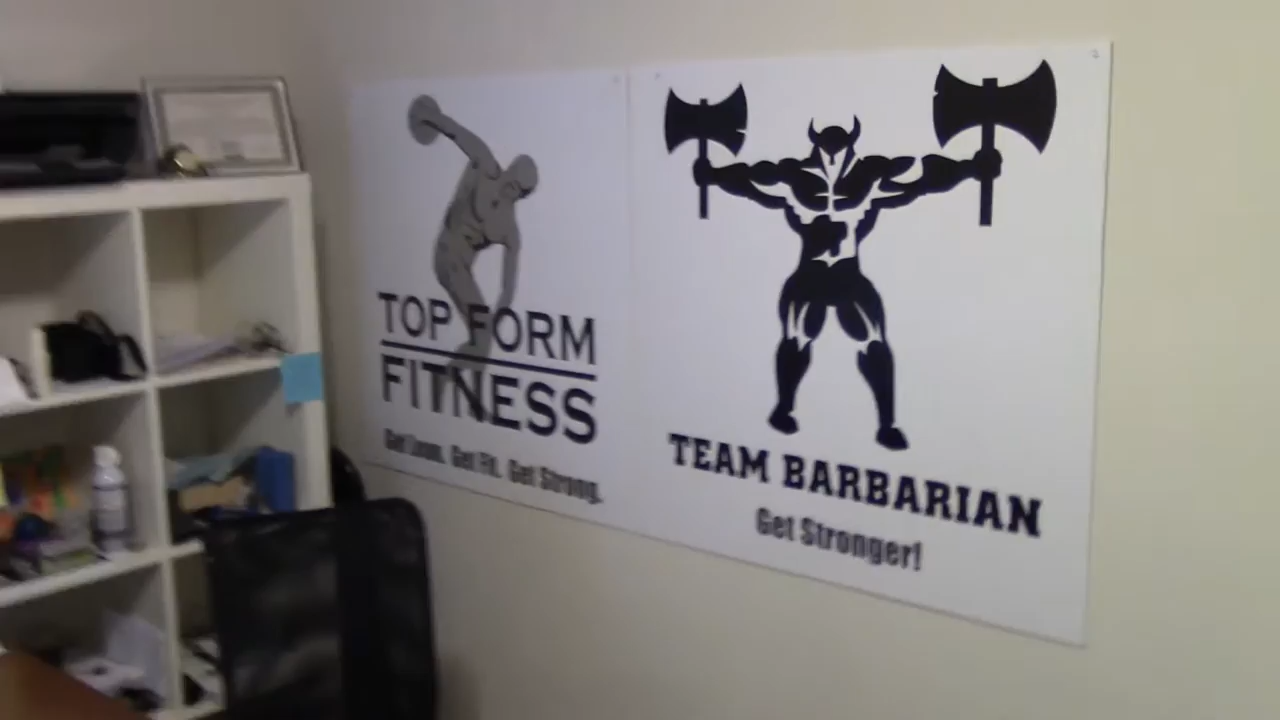 TOP FORM
FITNESS
Get Lean. Get Fit. Get Strong.
TEAM BARBARIAN
Get Stronger!